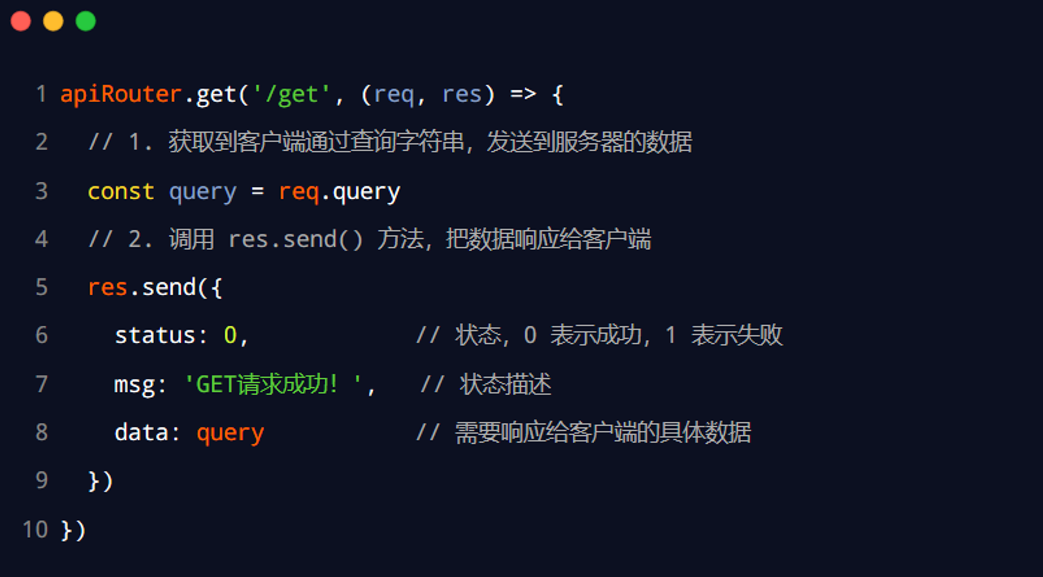 1 apiRouter.get('/get', (req, res) => {
2 // 1. 获取到客户端通过查询字符串，发送到服务器的数据
3 const query = req.query
4 // 2. 调用 res.send() 方法，把数据响应给客户端
5 res.send({
6 status: 0, // 状态，0 表示成功，1 表示失败
7 msg: 'GET请求成功！', // 状态描述
8 data: query // 需要响应给客户端的具体数据
9 })
10 })